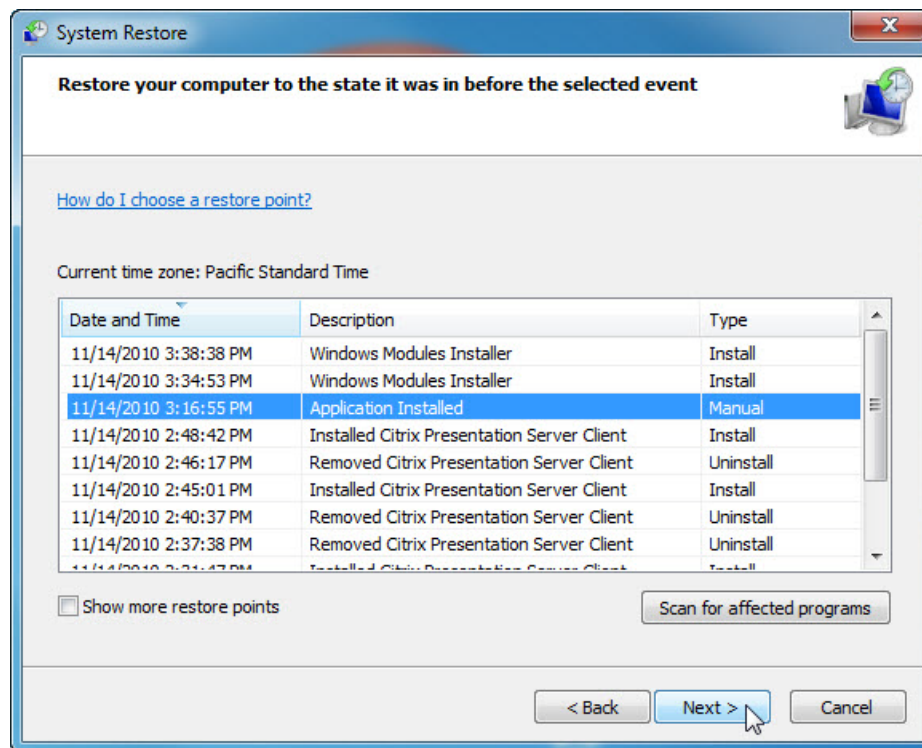 System Restore
Restore your computer to the state it was in before the selected event
How do I choose a restore point?
Current time zone: Pacific Standard Time
Date and Time Description Type
11/14/2010 3:38:38 PM Windows Modules Installer Install
11/14/2010 3:34:53 PM Windows Modules Installer Install
11/14/2010 3:16:55 PM Application Installed Manual
11/14/2010 2:48:42 PM Installed Citrix Presentation Server Client Install
11/14/2010 2:46:17 PM Removed Citrix Presentation Server Client Uninstall
11/14/2010 2:45:01 PM Installed Citrix Presentation Server Client Install
11/14/2010 2:40:37 PM Removed Citrix Presentation Server Client Uninstall
11/14/2010 2:37:38 PM Removed Citrix Presentation Server Client Uninstall
Installed Citrix Presentation Server Client Install
Show more restore points Scan for affected programs
< Back Next > Cancel